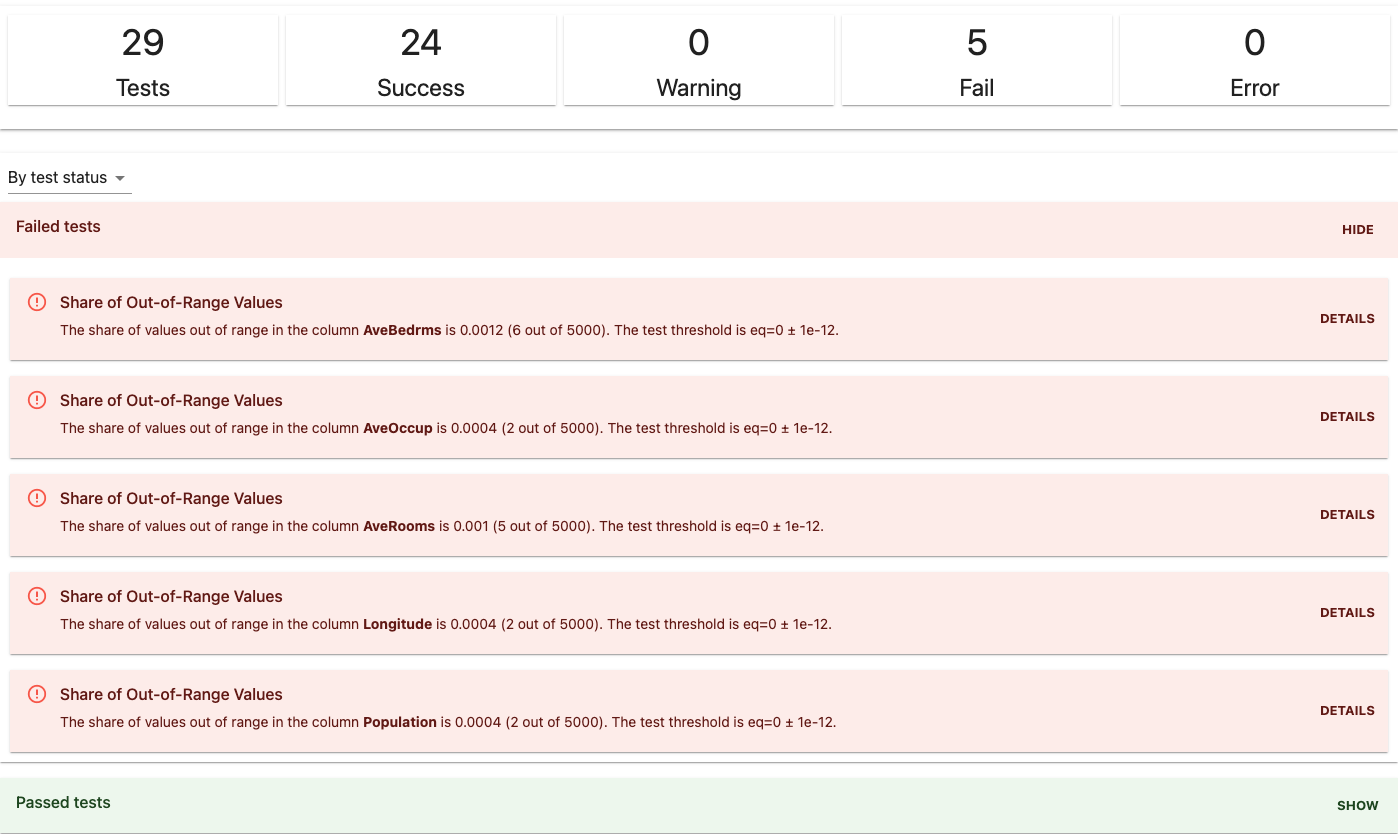 29
Tests
24
Success
0
Warning
5
Fail
0
Error
By test status
Failed tests
HIDE
Share of Out-of-Range Values
The share of values out of range in the column AveBedrms is 0.0012 (6 out of 5000). The test threshold is eq=0 ± 1e-12.
DETAILS
Share of Out-of-Range Values
The share of values out of range in the column AveOccup is 0.0004 (2 out of 5000). The test threshold is eq=0 ± 1e-12.
DETAILS
Share of Out-of-Range Values
The share of values out of range in the column AveRooms is 0.001 (5 out of 5000). The test threshold is eq=0 ± 1e-12.
DETAILS
Share of Out-of-Range Values
The share of values out of range in the column Longitude is 0.0004 (2 out of 5000). The test threshold is eq=0 ± 1e-12.
DETAILS
Share of Out-of-Range Values
The share of values out of range in the column Population is 0.0004 (2 out of 5000). The test threshold is eq=0 ± 1e-12.
DETAILS
Passed tests
SHOW